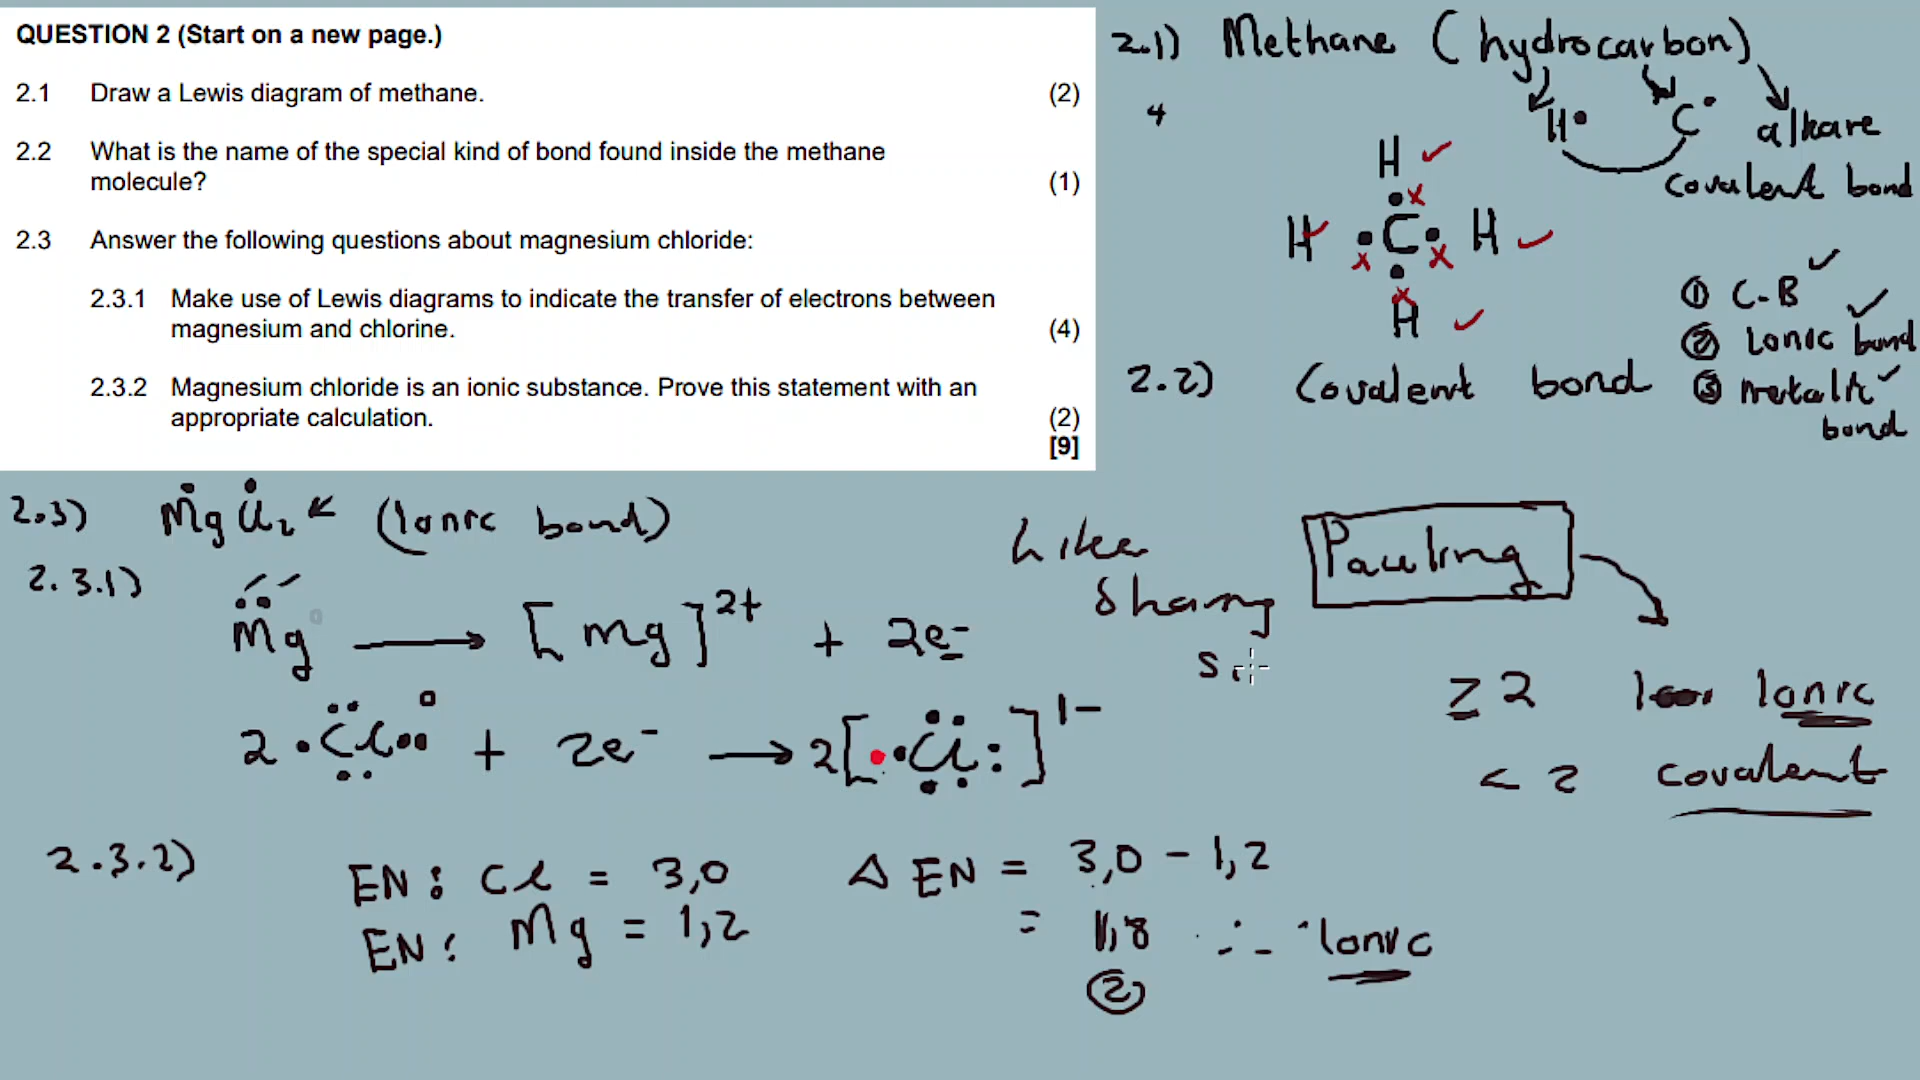 QUESTION 2 (Start on a new page.)
2.1 Draw a Lewis diagram of methane. (2)
2.2 What is the name of the special kind of bond found inside the methane
molecule? (1)
2.3 Answer the following questions about magnesium chloride:
2.3.1 Make use of Lewis diagrams to indicate the transfer of electrons between
magnesium and chlorine. (4)
2.3.2 Magnesium chloride is an ionic substance. Prove this statement with an
appropriate calculation. (2)
[9]
2.1) Methane (hydrocarbon)
H• C•
alkane
covalent bond
4
H
H C H
H
① C-B
② Ionic bond
③ metalic
bond
2.2) Covalent bond
2.3) MgCl₂ (Ionic bond)
2.3.1)
Mg → [Mg]²⁺ + 2e⁻
2 Cl + 2e⁻ → 2[Cl]¹⁻
Like
Sharing
Pauling
≥ 2 Ionic
< 2 covalent
2.3.2)
EN: Cl = 3,0
EN: Mg = 1,2
Δ EN = 3,0 - 1,2
= 1,8 ∴ Ionic
②